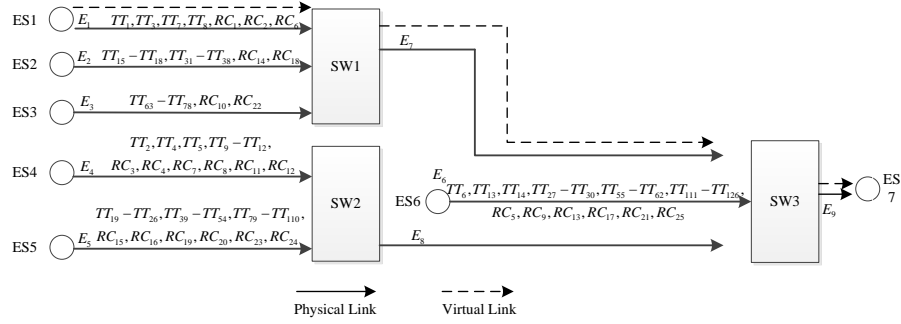 ES1 E₁ TT₁,TT₃,TT₇,TT₈,RC₁,RC₂,RC₆
E₇
ES2 E₂ TT₁₅−TT₁₈,TT₃₁−TT₃₈,RC₁₄,RC₁₈
SW1
ES3 E₃ TT₆₃−TT₇₈,RC₁₀,RC₂₂
TT₂,TT₄,TT₅,TT₉−TT₁₂,
ES4 E₄ RC₃,RC₄,RC₇,RC₈,RC₁₁,RC₁₂
SW2
E₆
ES6 TT₆,TT₁₃,TT₁₄,TT₂₇−TT₃₀,TT₅₅−TT₆₂,TT₁₁₁−TT₁₂₆,
RC₅,RC₉,RC₁₃,RC₁₇,RC₂₁,RC₂₅
SW3
ES
7
E₉
TT₁₉−TT₂₆,TT₃₉−TT₅₄,TT₇₉−TT₁₁₀,
ES5 E₅ RC₁₅,RC₁₆,RC₁₉,RC₂₀,RC₂₃,RC₂₄
E₈
Physical Link
Virtual Link